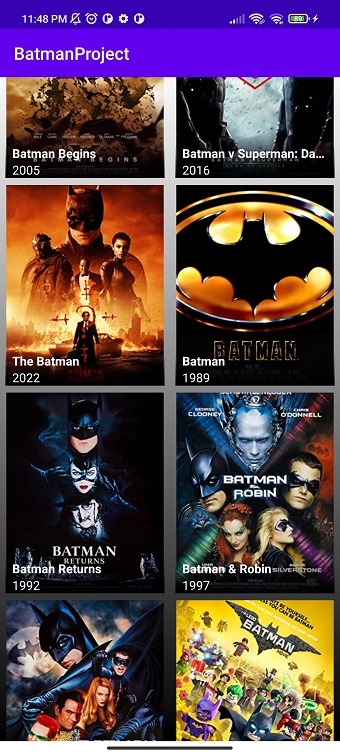 11:48 PM
89
BatmanProject
BATMAN BEGINS
Batman Begins
2005
Batman v Superman: Da...
2016
The Batman
2022
BATMAN
Batman
1989
BATMAN
RETURNS
Batman Returns
1992
GEORGE
CLOONEY
CHRIS
O'DONNELL
BATMAN
& ROBIN
SILVERSTONE
Batman & Robin
1997
BATMAN